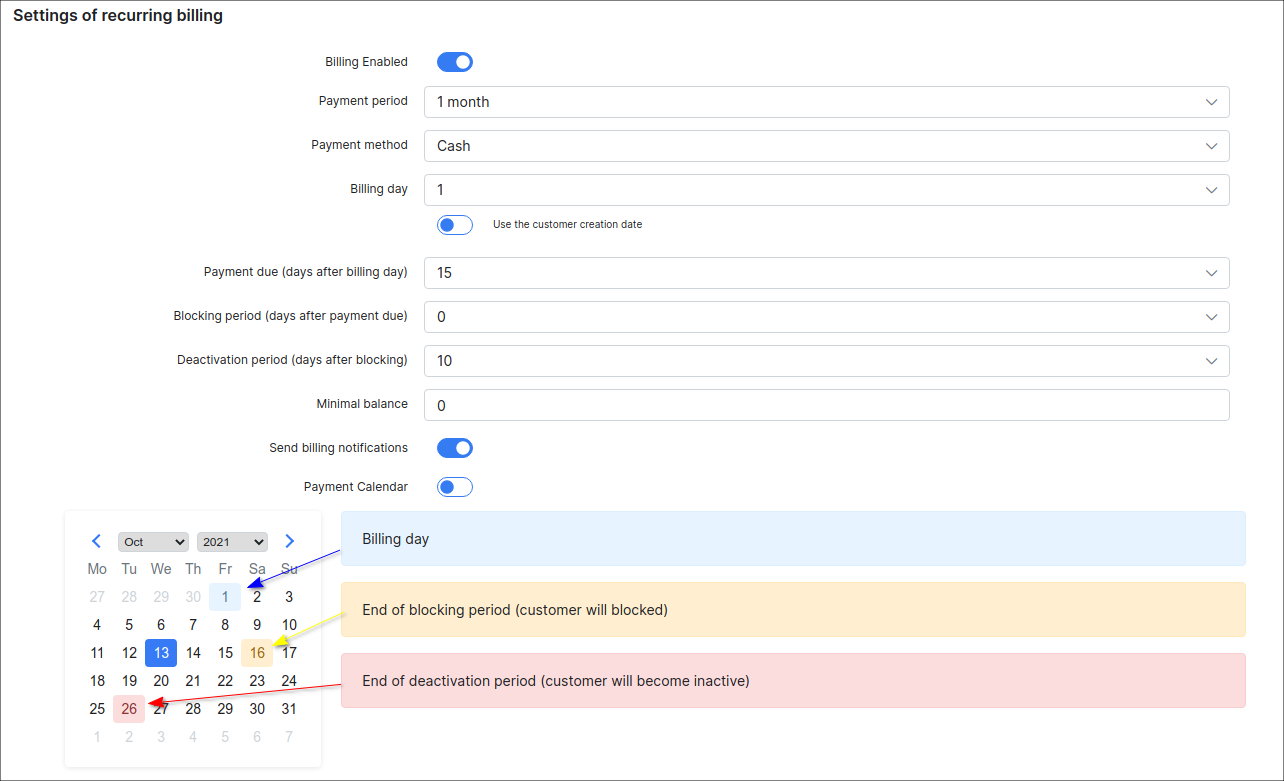 Settings of recurring billing
Billing Enabled
Payment period 1 month
Payment method Cash
Billing day 1
Use the customer creation date
Payment due (days after billing day) 15
Blocking period (days after payment due) 0
Deactivation period (days after blocking) 10
Minimal balance 0
Send billing notifications
Payment Calendar
Oct 2021
Mo Tu We Th Fr Sa Su
27 28 29 30 1 2 3
4 5 6 7 8 9 10
11 12 13 14 15 16 17
18 19 20 21 22 23 24
25 26 27 28 29 30 31
1 2 3 4 5 6 7
Billing day
End of blocking period (customer will blocked)
End of deactivation period (customer will become inactive)